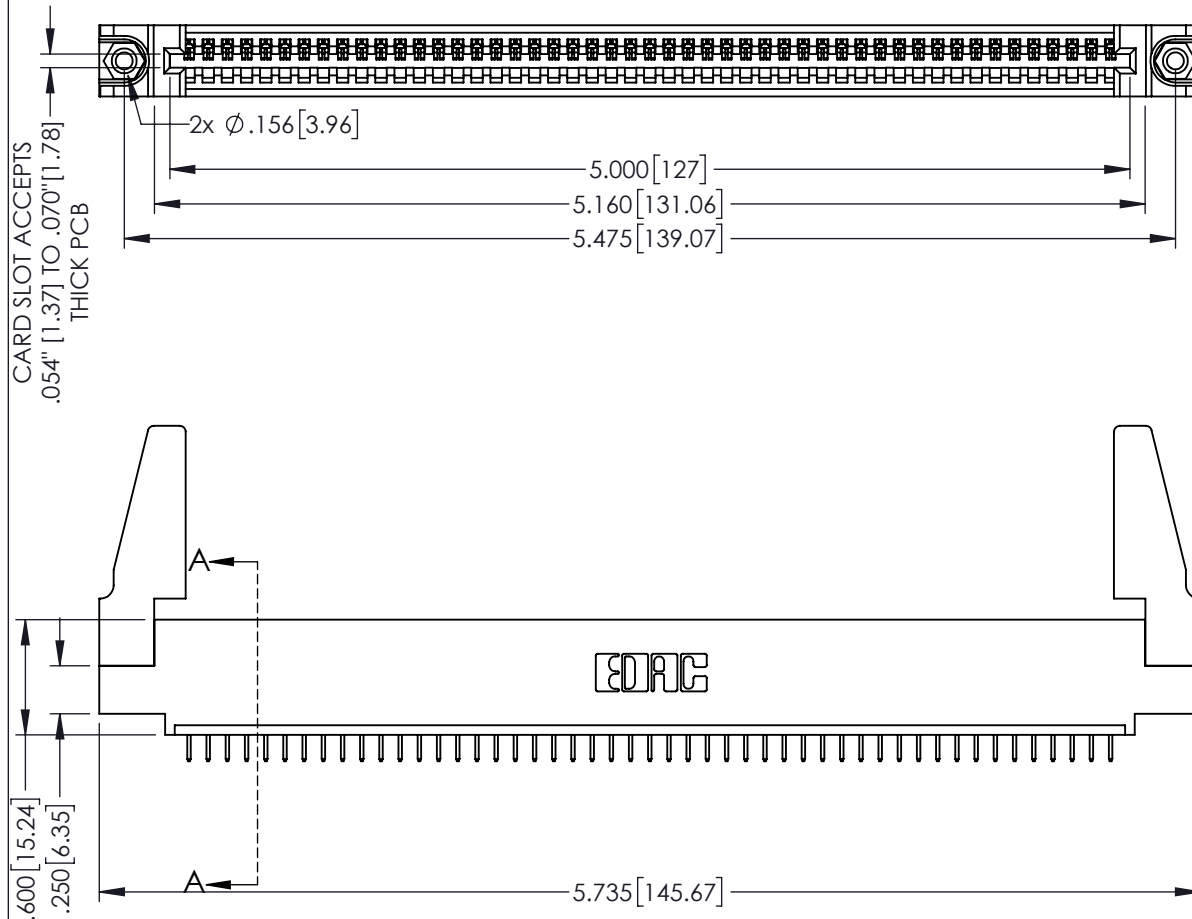 2x Ø.156[3.96]
5.000[127]
5.160[131.06]
5.475[139.07]
CARD SLOT ACCEPTS
.054" [1.37] TO .070"[1.78]
THICK PCB
A
EDAC
.600[15.24]
.250[6.35]
A
5.735[145.67]